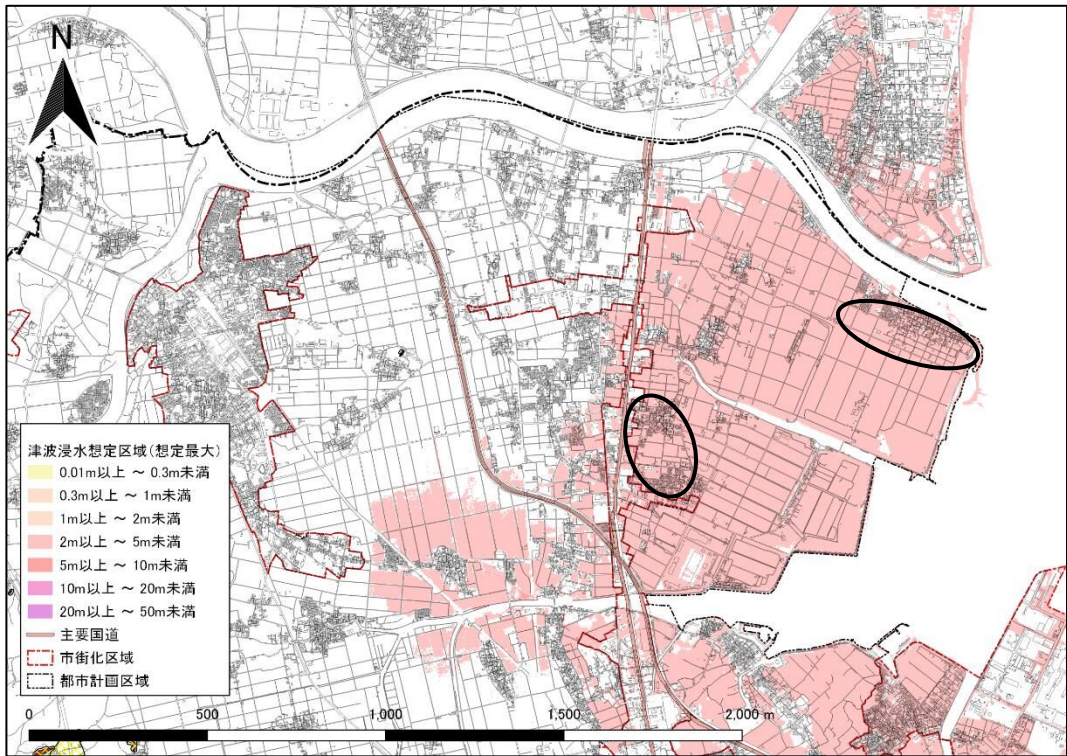 N
津波浸水想定区域(想定最大)
0.01m以上 ～ 0.3m未満
0.3m以上 ～ 1m未満
1m以上 ～ 2m未満
2m以上 ～ 5m未満
5m以上 ～ 10m未満
10m以上 ～ 20m未満
20m以上 ～ 50m未満
主要国道
市街化区域
都市計画区域
0 500 1,000 1,500 2,000 m